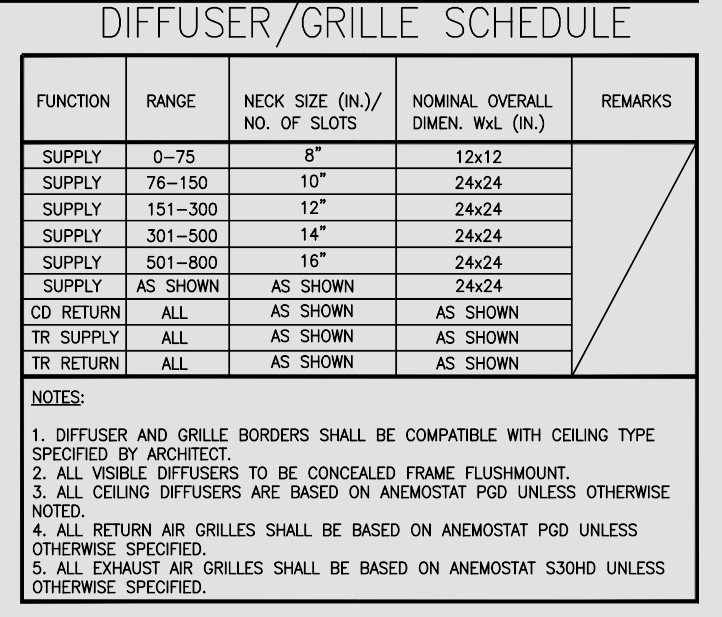 DIFFUSER/GRILLE SCHEDULE
FUNCTION RANGE NECK SIZE (IN.)/ NOMINAL OVERALL REMARKS
NO. OF SLOTS DIMEN. WxL (IN.)
SUPPLY 0-75 8" 12x12
SUPPLY 76-150 10" 24x24
SUPPLY 151-300 12" 24x24
SUPPLY 301-500 14" 24x24
SUPPLY 501-800 16" 24x24
SUPPLY AS SHOWN AS SHOWN 24x24
CD RETURN ALL AS SHOWN AS SHOWN
TR SUPPLY ALL AS SHOWN AS SHOWN
TR RETURN ALL AS SHOWN AS SHOWN
NOTES:
1. DIFFUSER AND GRILLE BORDERS SHALL BE COMPATIBLE WITH CEILING TYPE
SPECIFIED BY ARCHITECT.
2. ALL VISIBLE DIFFUSERS TO BE CONCEALED FRAME FLUSHMOUNT.
3. ALL CEILING DIFFUSERS ARE BASED ON ANEMOSTAT PGD UNLESS OTHERWISE
NOTED.
4. ALL RETURN AIR GRILLES SHALL BE BASED ON ANEMOSTAT PGD UNLESS
OTHERWISE SPECIFIED.
5. ALL EXHAUST AIR GRILLES SHALL BE BASED ON ANEMOSTAT S30HD UNLESS
OTHERWISE SPECIFIED.